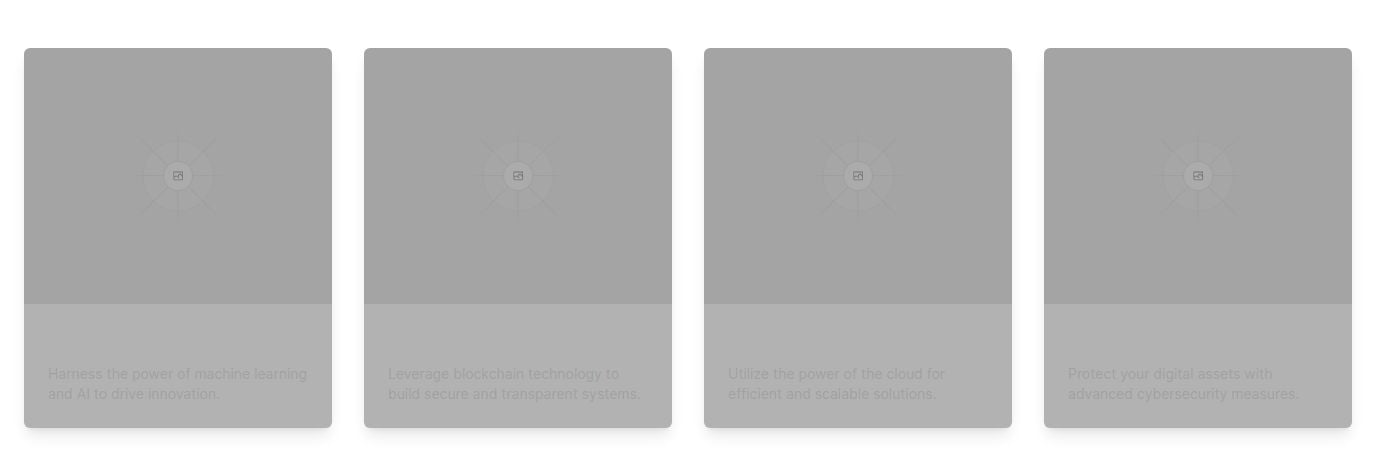 Harness the power of machine learning
and AI to drive innovation.
Leverage blockchain technology to
build secure and transparent systems.
Utilize the power of the cloud for
efficient and scalable solutions.
Protect your digital assets with
advanced cybersecurity measures.